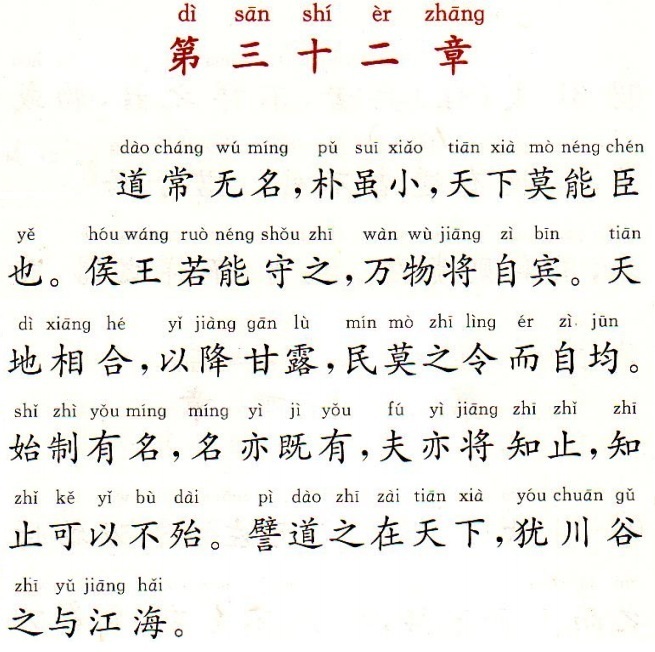 dì sān shí èr zhāng
第三十二章
dào cháng wú míng pǔ suī xiǎo tiān xià mò néng chén
道常无名,朴虽小,天下莫能臣
yě hóu wáng ruò néng shǒu zhī wàn wù jiāng zì bīn tiān
也。侯王若能守之,万物将自宾。天
dì xiāng hé yǐ jiàng gān lù mín mò zhī lìng ér zì jūn
地相合,以降甘露,民莫之令而自均。
shǐ zhì yǒu míng míng yì jì yǒu fú yì jiāng zhī zhǐ zhī
始制有名,名亦既有,夫亦将知止,知
zhǐ kě yǐ bù dài pì dào zhī zài tiān xià yóu chuān gǔ
止可以不殆。譬道之在天下,犹川谷
zhī yǔ jiāng hǎi
之与江海。